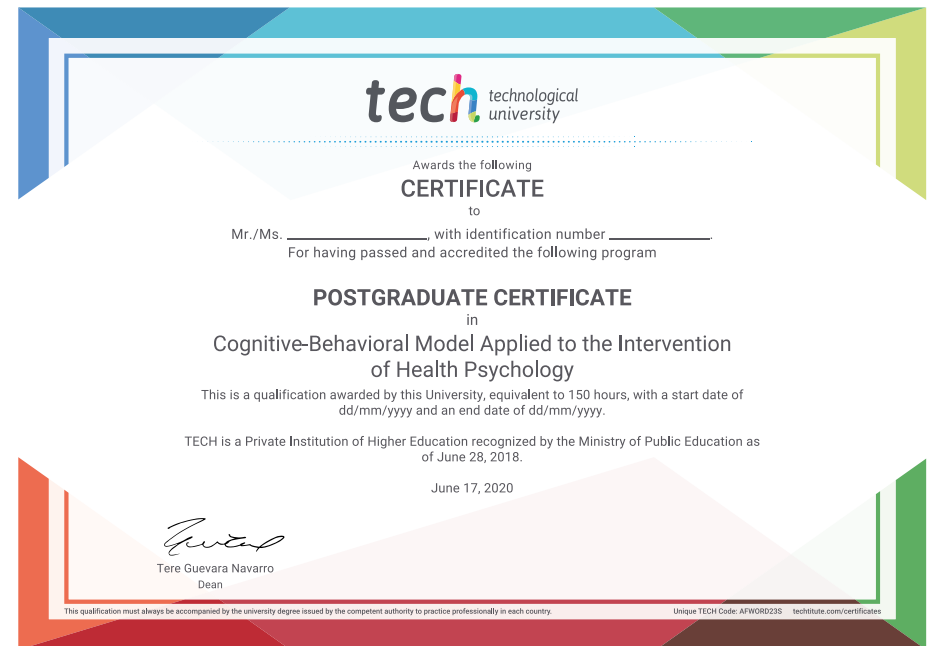 tech technological
university
Awards the following
CERTIFICATE
to
Mr./Ms. ____________________, with identification number ______________.
For having passed and accredited the following program
POSTGRADUATE CERTIFICATE
in
Cognitive-Behavioral Model Applied to the Intervention
of Health Psychology
This is a qualification awarded by this University, equivalent to 150 hours, with a start date of
dd/mm/yyyy and an end date of dd/mm/yyyy.
TECH is a Private Institution of Higher Education recognized by the Ministry of Public Education as
of June 28, 2018.
June 17, 2020
Tere Guevara Navarro
Dean
This qualification must always be accompanied by the university degree issued by the competent authority to practice professionally in each country.
Unique TECH Code: AFWORD23S techtitute.com/certificates